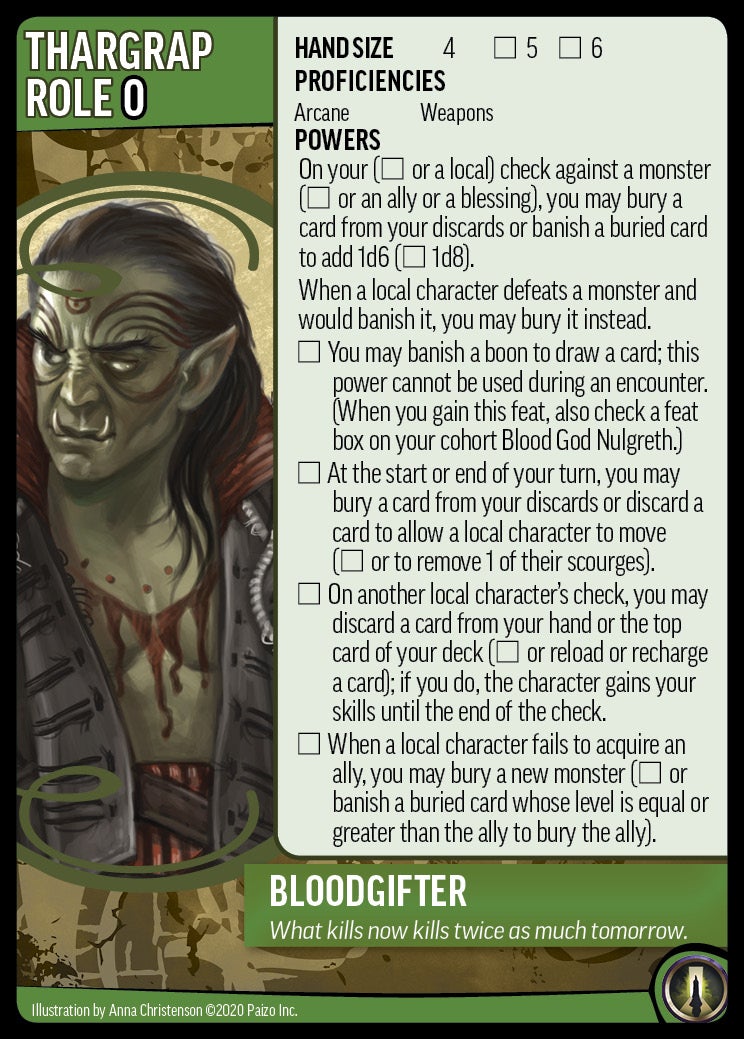 THARGRAP
ROLE 0
HAND SIZE 4 ☐ 5 ☐ 6
PROFICIENCIES
Arcane Weapons
POWERS
On your (☐ or a local) check against a monster
(☐ or an ally or a blessing), you may bury a
card from your discards or banish a buried card
to add 1d6 (☐ 1d8).
When a local character defeats a monster and
would banish it, you may bury it instead.
☐ You may banish a boon to draw a card; this
power cannot be used during an encounter.
(When you gain this feat, also check a feat
box on your cohort Blood God Nulgreth.)
☐ At the start or end of your turn, you may
bury a card from your discards or discard a
card to allow a local character to move
(☐ or to remove 1 of their scourges).
☐ On another local character's check, you may
discard a card from your hand or the top
card of your deck (☐ or reload or recharge
a card); if you do, the character gains your
skills until the end of the check.
☐ When a local character fails to acquire an
ally, you may bury a new monster (☐ or
banish a buried card whose level is equal or
greater than the ally to bury the ally).
BLOODGIFTER
What kills now kills twice as much tomorrow.
Illustration by Anna Christenson ©2020 Paizo Inc.